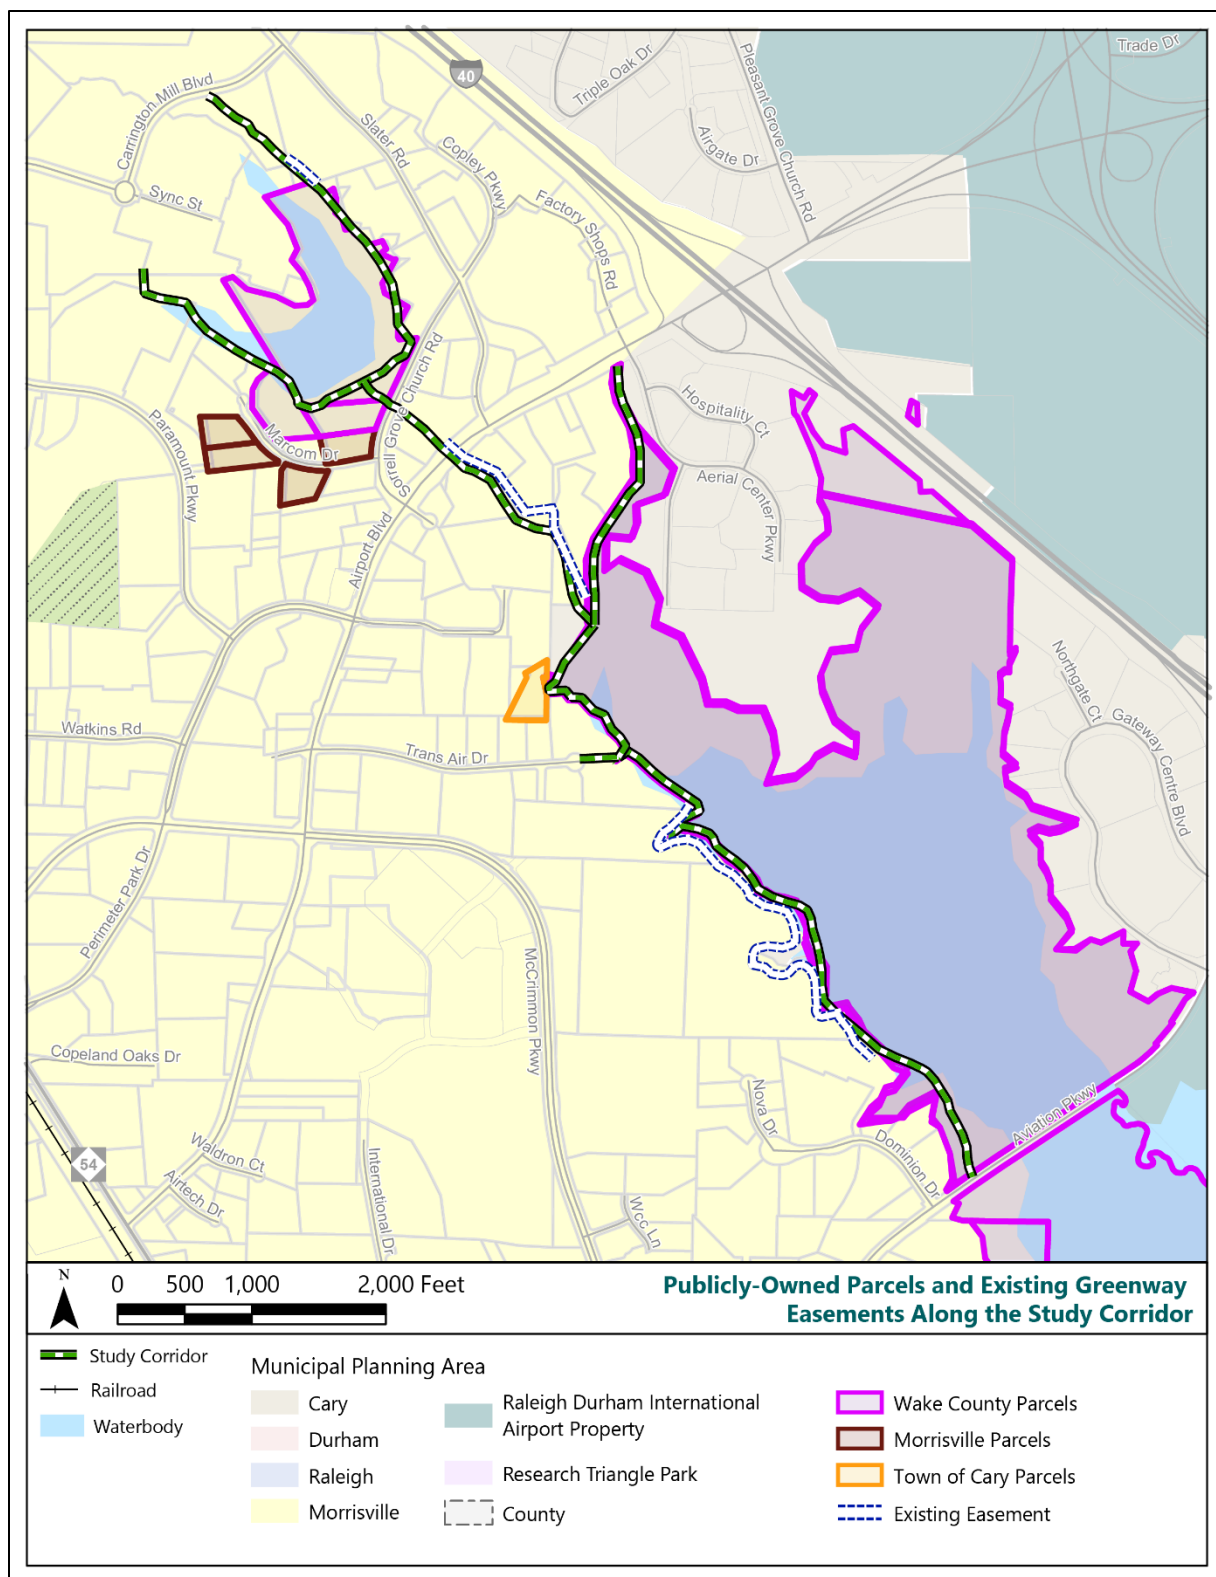 Trade Dr
Triple Oak Dr
Pleasant Grove Church Rd
40
Carrington Mill Blvd
Slater Rd
Airgate Dr
Copley Pkwy
Sync St
Factory Shops Rd
Sorrell Grove Church Rd
Hospitality Ct
Paramount Pkwy
Marcom Dr
Aerial Center Pkwy
Airport Blvd
Northgate Ct
Gateway Centre Blvd
Watkins Rd
Trans Air Dr
Perimeter Park Dr
McCrimmon Pkwy
Copeland Oaks Dr
Nova Dr
Aviation Pkwy
Dominion Dr
Waldron Ct
54
Airtech Dr
International Dr
Wcc Ln
N
0 500 1,000 2,000 Feet
Publicly-Owned Parcels and Existing Greenway
Easements Along the Study Corridor
Study Corridor
Railroad
Waterbody
Municipal Planning Area
Cary
Durham
Raleigh
Morrisville
Raleigh Durham International
Airport Property
Research Triangle Park
County
Wake County Parcels
Morrisville Parcels
Town of Cary Parcels
Existing Easement